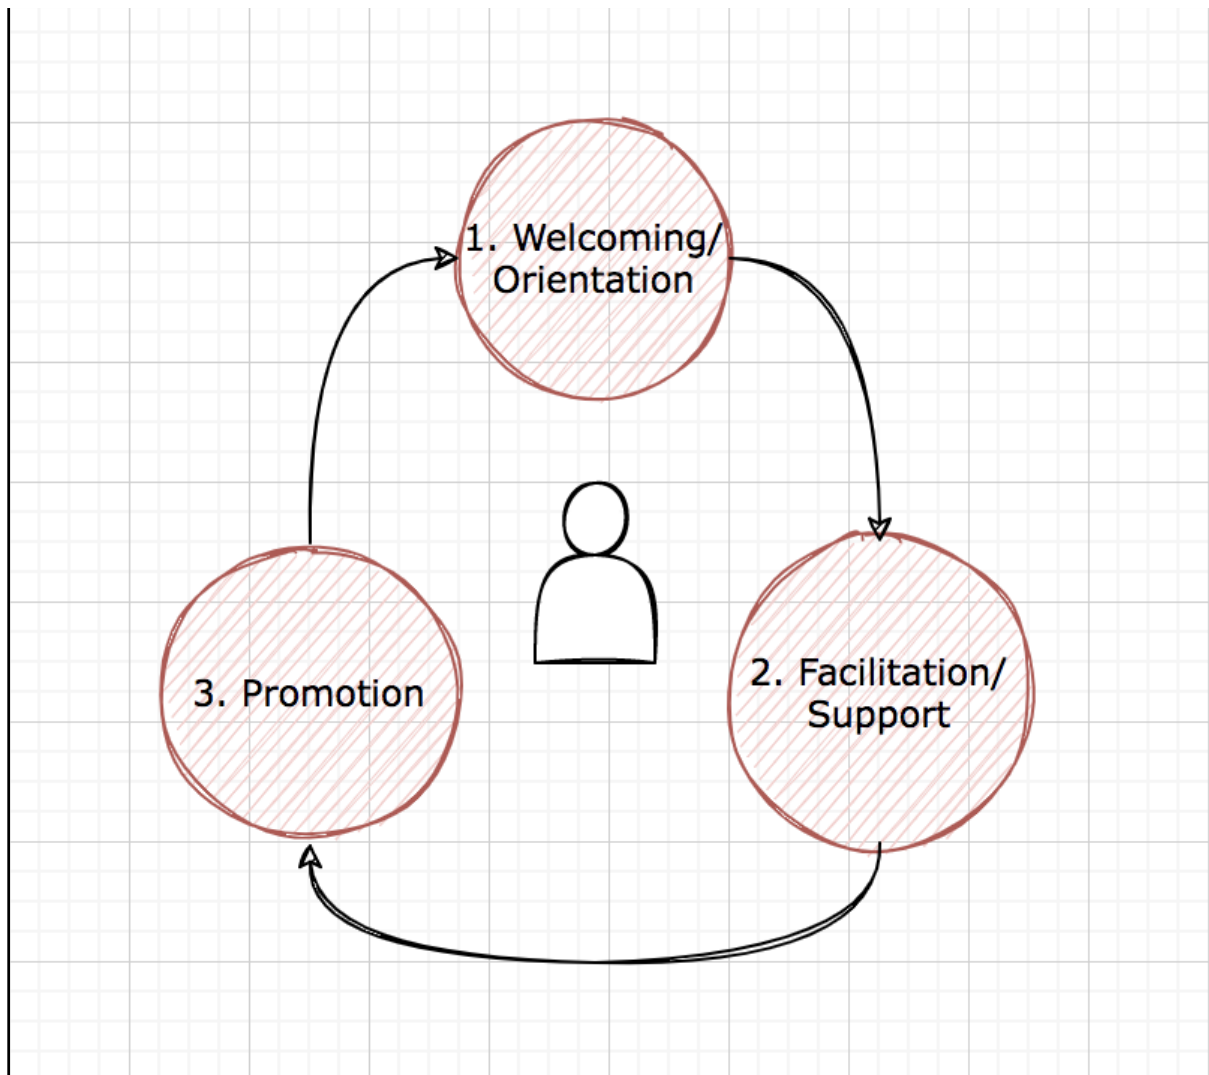 1. Welcoming/
Orientation
2. Facilitation/
Support
3. Promotion